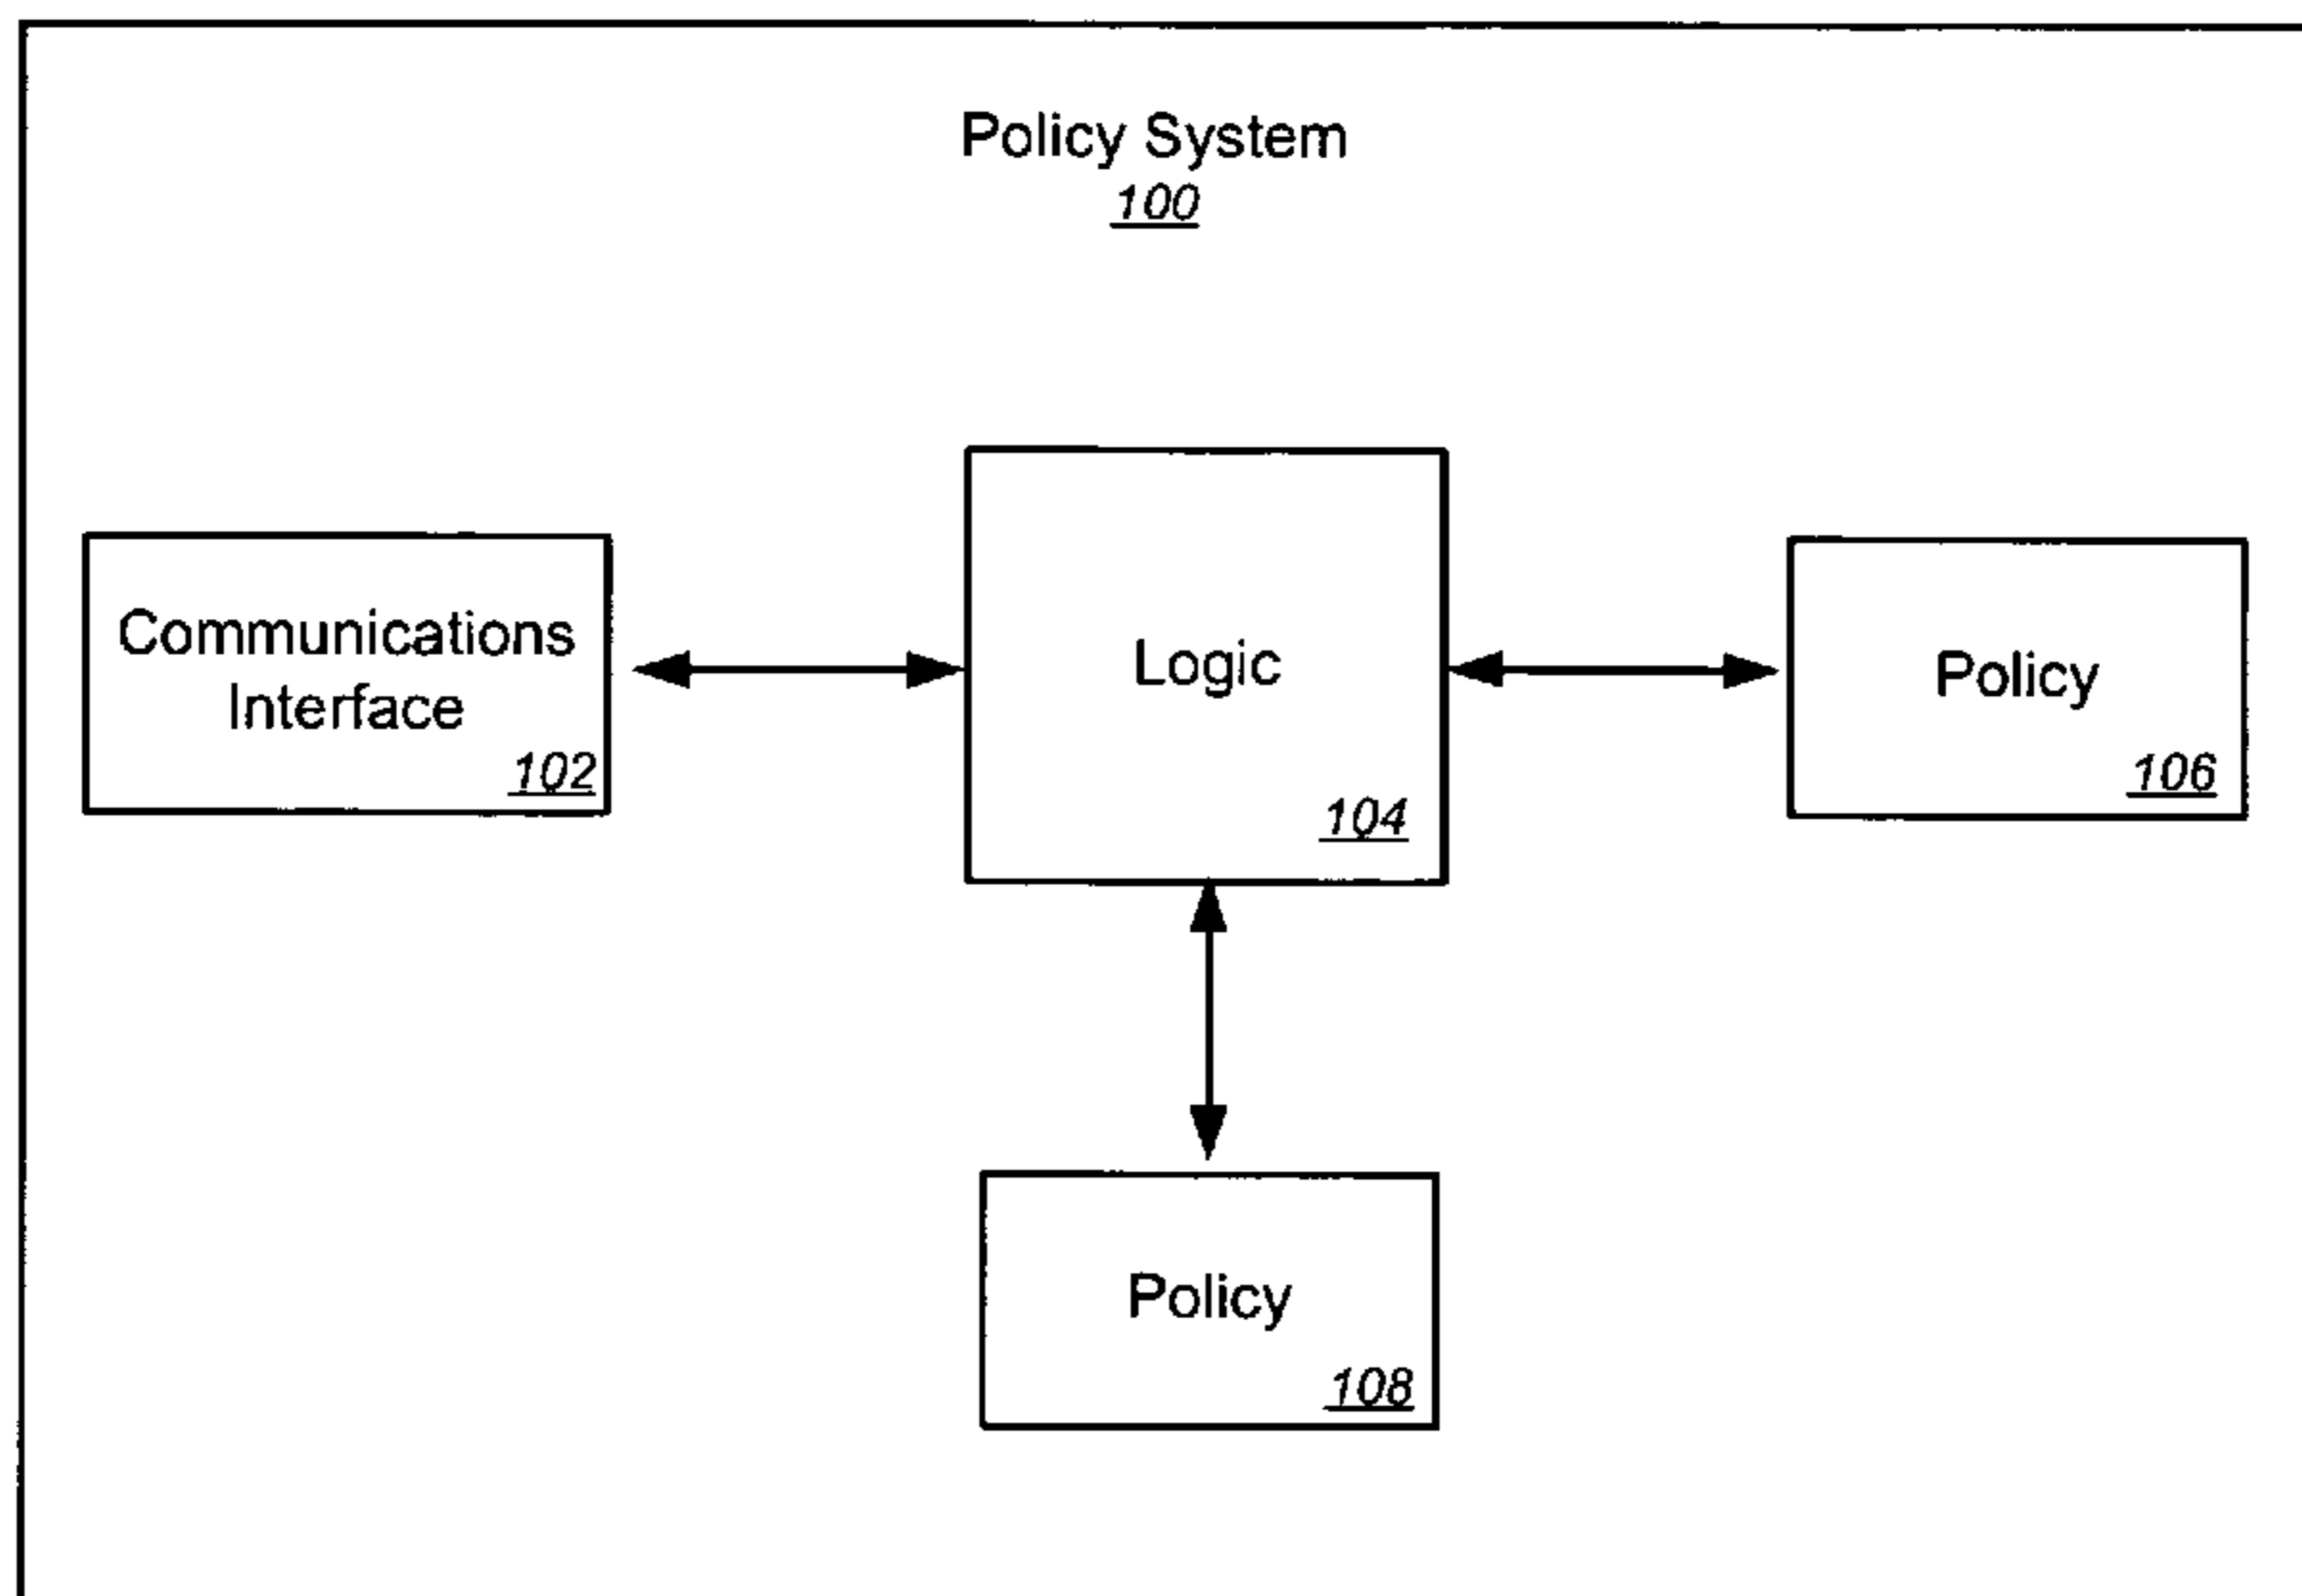 Policy System
100
Communications
Interface
102
Logic
104
Policy
106
Policy
108